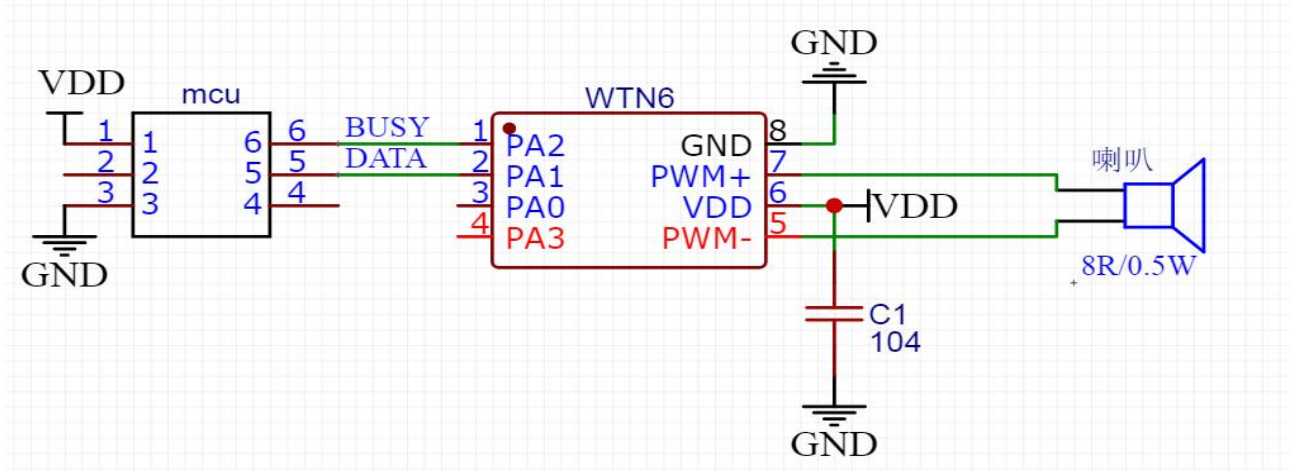 GND
VDD
mcu
WTN6
1 1 6 6 BUSY 1 PA2 GND 8
2 2 5 5 DATA 2 PA1 PWM+ 7
喇叭
3 3 4 4 3 PA0 VDD 6 VDD
4 PA3 PWM- 5
GND
8R/0.5W
C1
104
GND